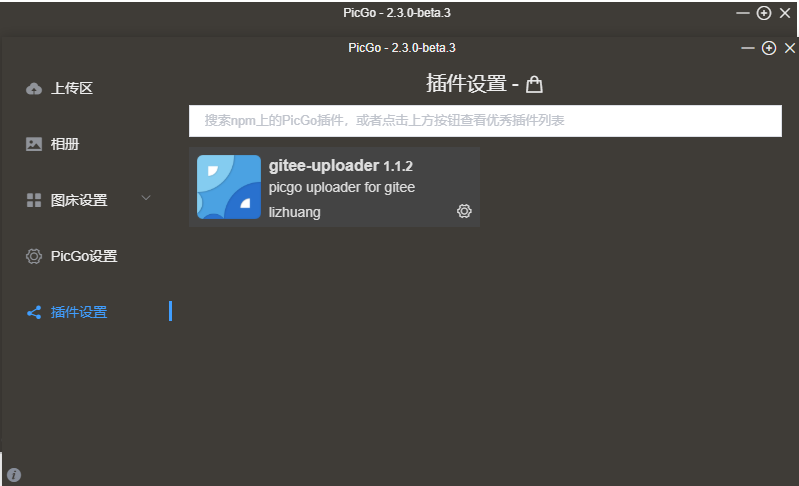 PicGo - 2.3.0-beta.3
PicGo - 2.3.0-beta.3
上传区
相册
图床设置
PicGo设置
插件设置
插件设置 -
搜索npm上的PicGo插件，或者点击上方按钮查看优秀插件列表
gitee-uploader 1.1.2
picgo uploader for gitee
lizhuang